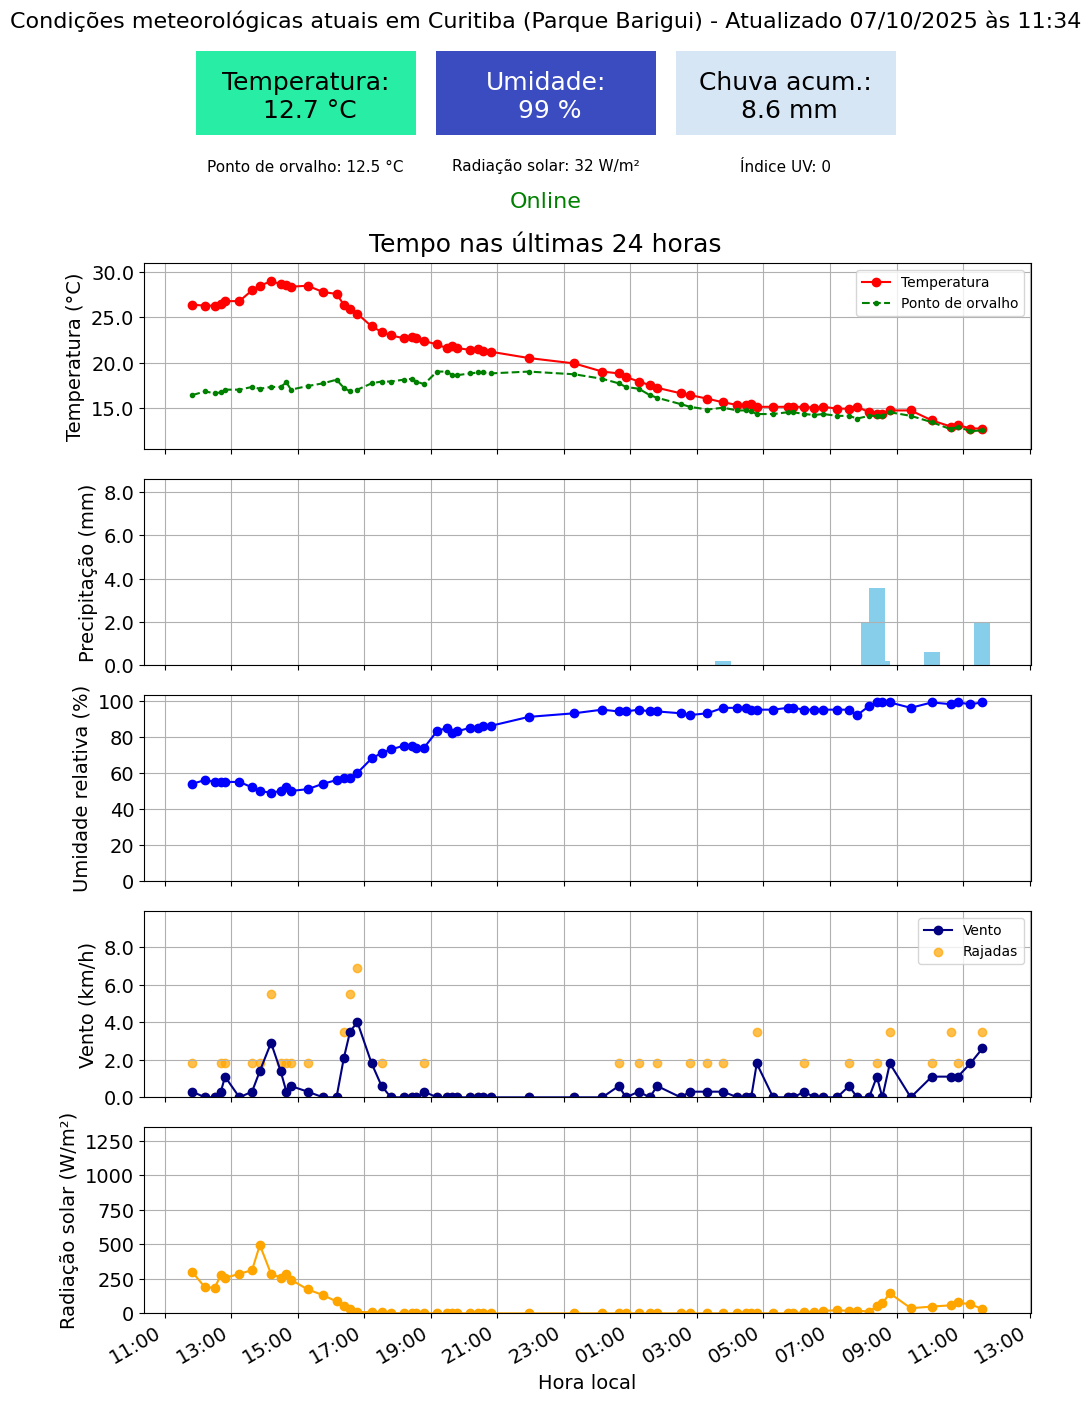 Condições meteorológicas atuais em Curitiba (Parque Barigui) - Atualizado 07/10/2025 às 11:34
Temperatura:
12.7 °C
Umidade:
99 %
Chuva acum.:
8.6 mm
Ponto de orvalho: 12.5 °C
Radiação solar: 32 W/m²
Índice UV: 0
Online
Tempo nas últimas 24 horas
Temperatura (°C)
30.0
25.0
20.0
15.0
Temperatura
Ponto de orvalho
Precipitação (mm)
8.0
6.0
4.0
2.0
0.0
Umidade relativa (%)
100
80
60
40
20
0
Vento (km/h)
8.0
6.0
4.0
2.0
0.0
Vento
Rajadas
Radiação solar (W/m²)
1250
1000
750
500
250
0
11:00
13:00
15:00
17:00
19:00
21:00
23:00
01:00
03:00
05:00
07:00
09:00
11:00
13:00
Hora local